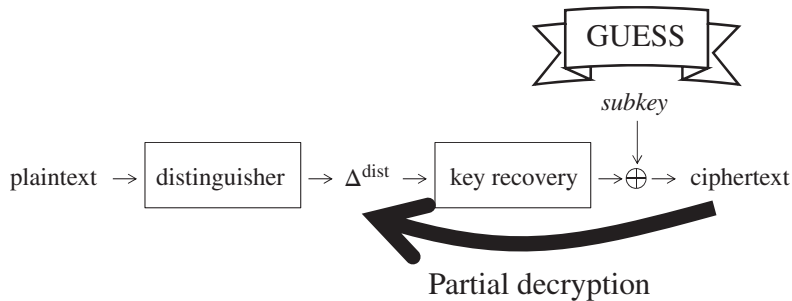 GUESS
subkey
plaintext → distinguisher → Δ^dist → key recovery → ⊕ → ciphertext
Partial decryption